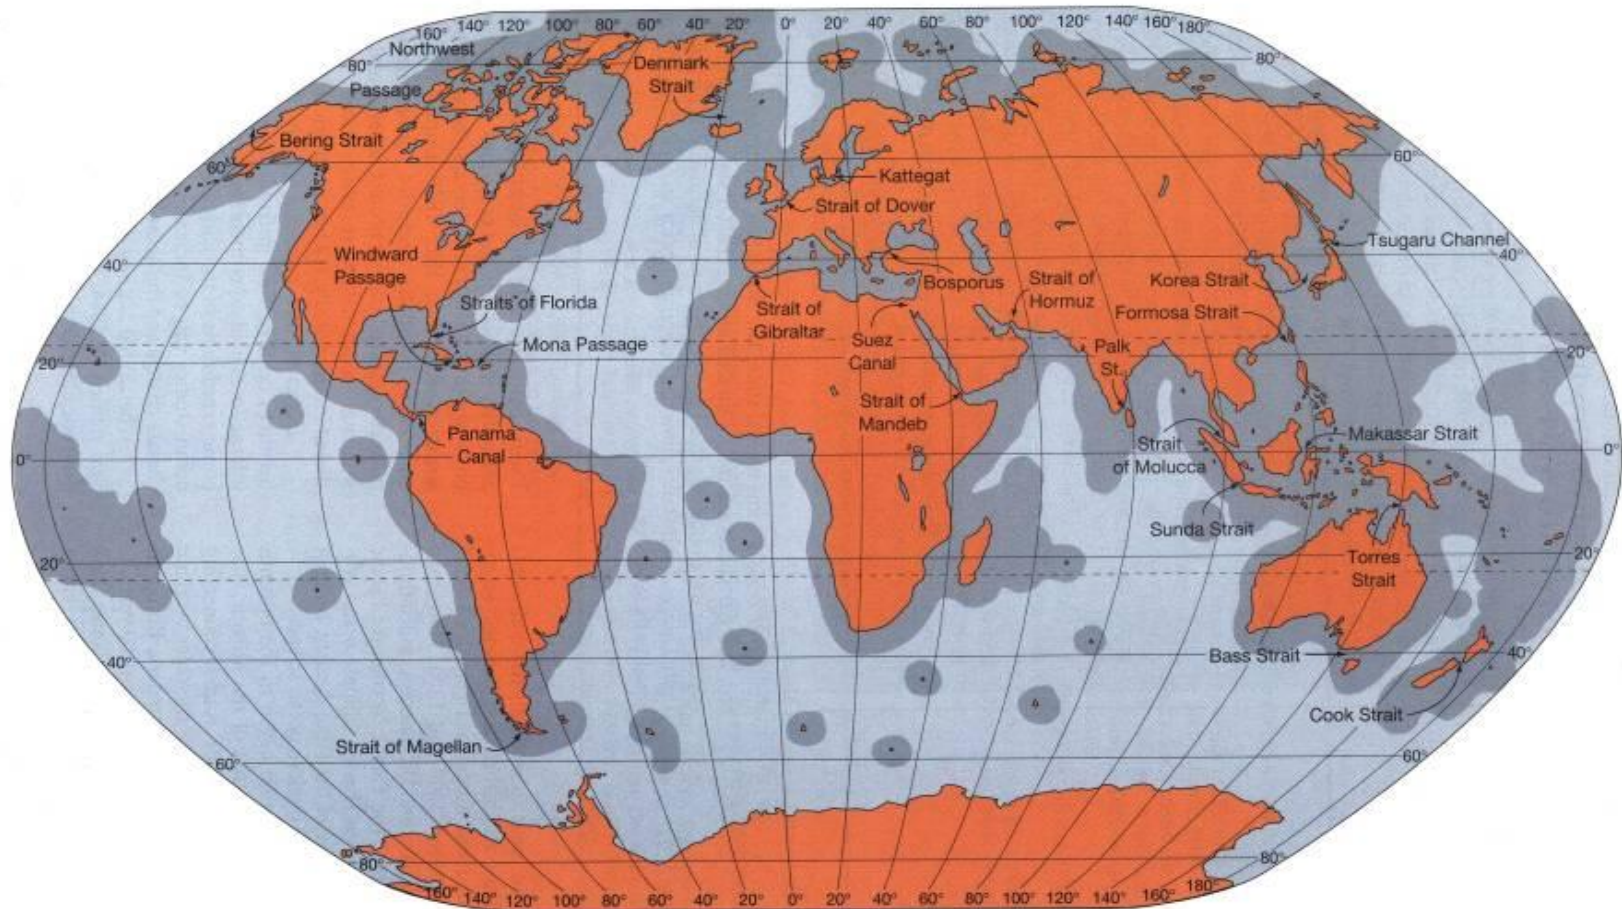 160° 140° 120° 100° 80° 60° 40° 20° 0° 20° 40° 60° 80° 100° 120° 140° 160° 180°
Northwest
Passage
80°
80°
Denmark
Strait
Bering Strait
60°
60°
Kattegat
Strait of Dover
Tsugaru Channel
40°
40°
Windward
Passage
Bosporus
Strait of
Hormuz
Korea Strait
Straits of Florida
Strait of
Gibraltar
Formosa Strait
Suez
Canal
Mona Passage
Palk
St.
20°
20°
Strait of
Mandeb
Panama
Canal
Makassar Strait
Strait
of Molucca
0°
0°
Sunda Strait
Torres
Strait
20°
20°
Bass Strait
40°
40°
Cook Strait
Strait of Magellan
60°
60°
80°
80°
160° 140° 120° 100° 80° 60° 40° 20° 0° 20° 40° 60° 80° 100° 120° 140° 160° 180°